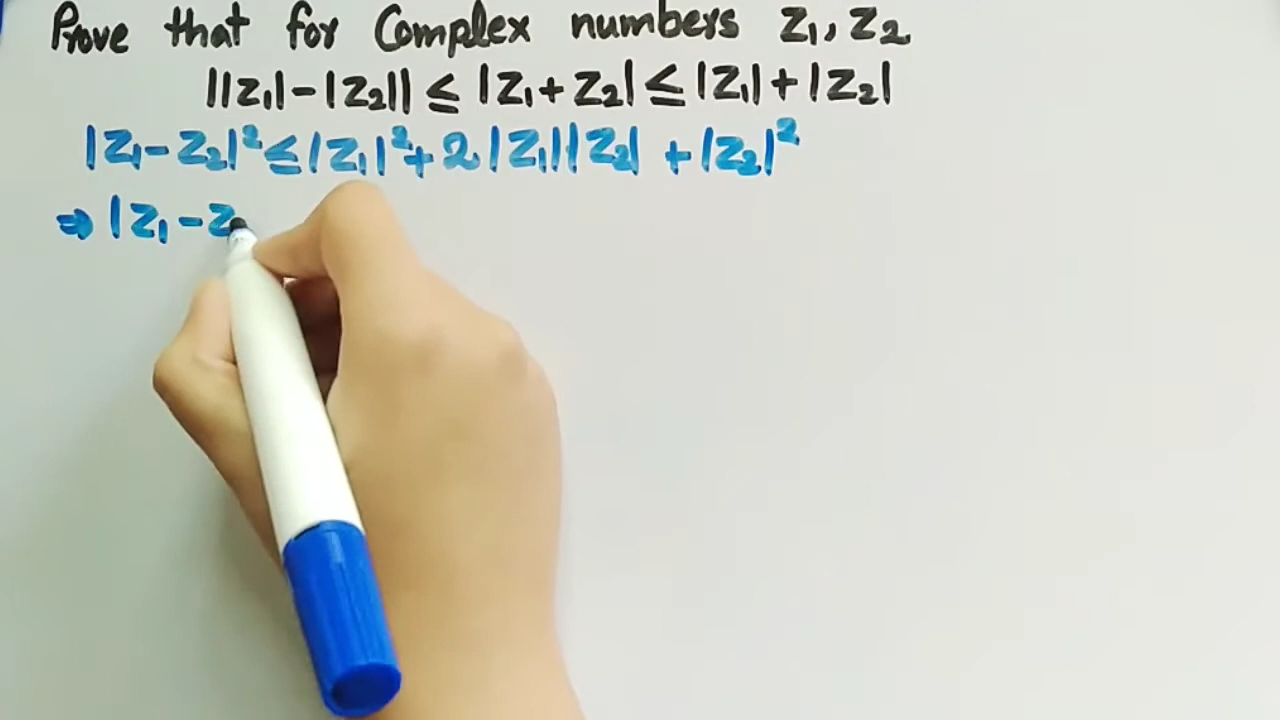 Prove that for Complex numbers Z₁, Z₂
||Z₁| - |Z₂|| ≤ |Z₁ + Z₂| ≤ |Z₁| + |Z₂|
|Z₁ - Z₂|² ≤ |Z₁|² + 2|Z₁||Z₂| + |Z₂|²
⇒ |Z₁ - Z